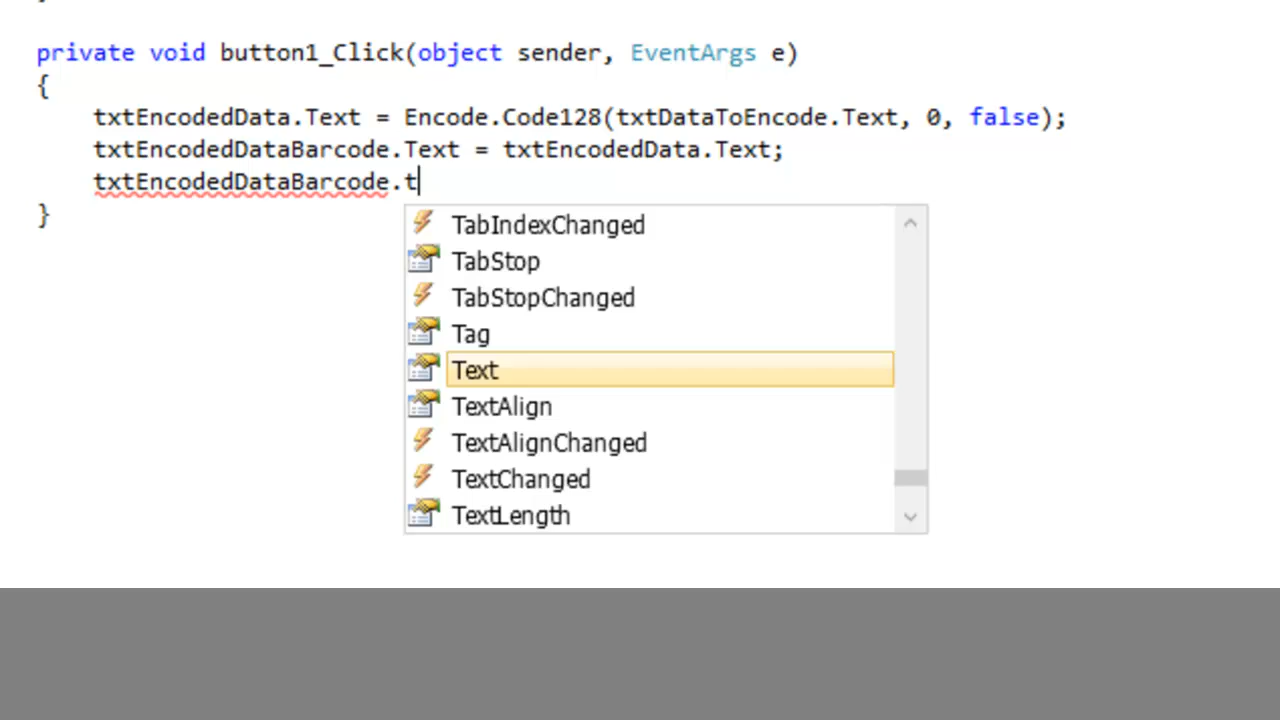 private void button1_Click(object sender, EventArgs e)
{
txtEncodedData.Text = Encode.Code128(txtDataToEncode.Text, 0, false);
txtEncodedDataBarcode.Text = txtEncodedData.Text;
txtEncodedDataBarcode.t
}
TabIndexChanged
TabStop
TabStopChanged
Tag
Text
TextAlign
TextAlignChanged
TextChanged
TextLength